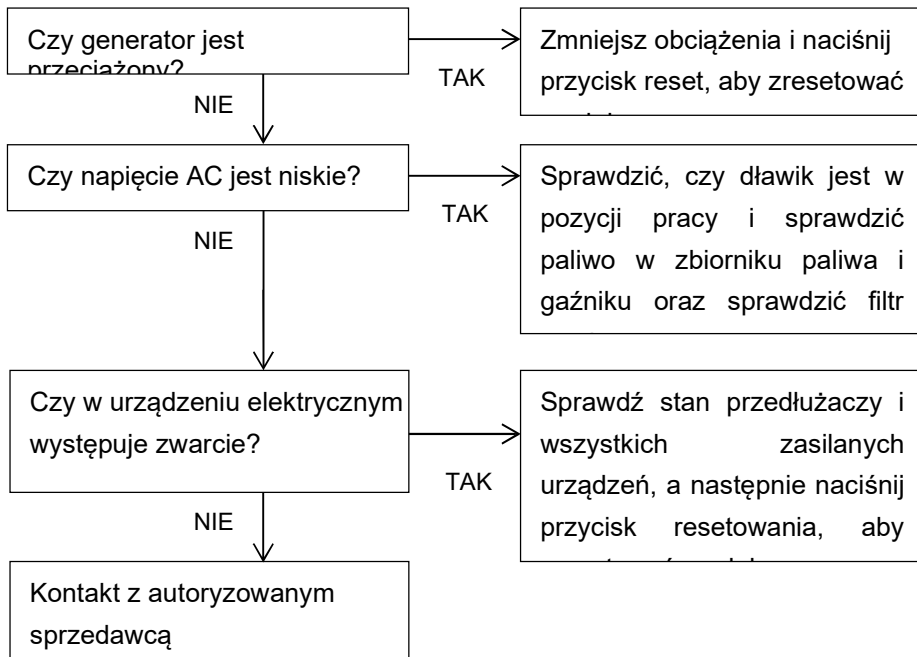 Czy generator jest
przeciążony?
TAK
Zmniejsz obciążenia i naciśnij
przycisk reset, aby zresetować
NIE
Czy napięcie AC jest niskie?
TAK
Sprawdzić, czy dławik jest w
pozycji pracy i sprawdzić
paliwo w zbiorniku paliwa i
gaźniku oraz sprawdzić filtr
NIE
Czy w urządzeniu elektrycznym
występuje zwarcie?
TAK
Sprawdź stan przedłużaczy i
wszystkich zasilanych
urządzeń, a następnie naciśnij
przycisk resetowania, aby
NIE
Kontakt z autoryzowanym
sprzedawcą